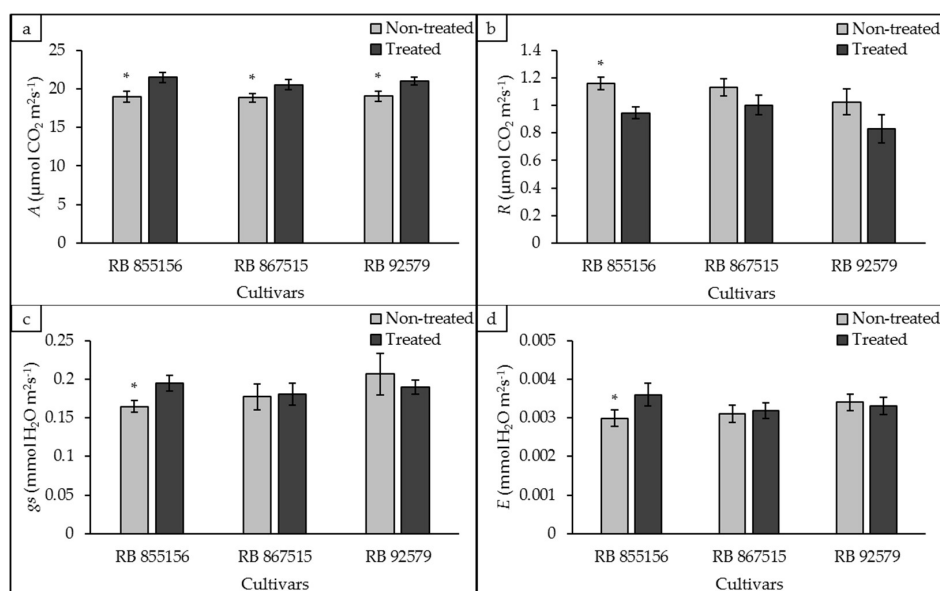 a
Non-treated
Treated
A (µmol CO₂ m²s⁻¹)
25
20
15
10
5
0
*
*
*
RB 855156
RB 867515
RB 92579
Cultivars
b
Non-treated
Treated
R (µmol CO₂ m²s⁻¹)
1.4
1.2
1
0.8
0.6
0.4
0.2
0
*
RB 855156
RB 867515
RB 92579
Cultivars
c
Non-treated
Treated
gs (mmol H₂O m²s⁻¹)
0.25
0.2
0.15
0.1
0.05
0
*
RB 855156
RB 867515
RB 92579
Cultivars
d
Non-treated
Treated
E (mmol H₂O m²s⁻¹)
0.005
0.004
0.003
0.002
0.001
0
*
RB 855156
RB 867515
RB 92579
Cultivars